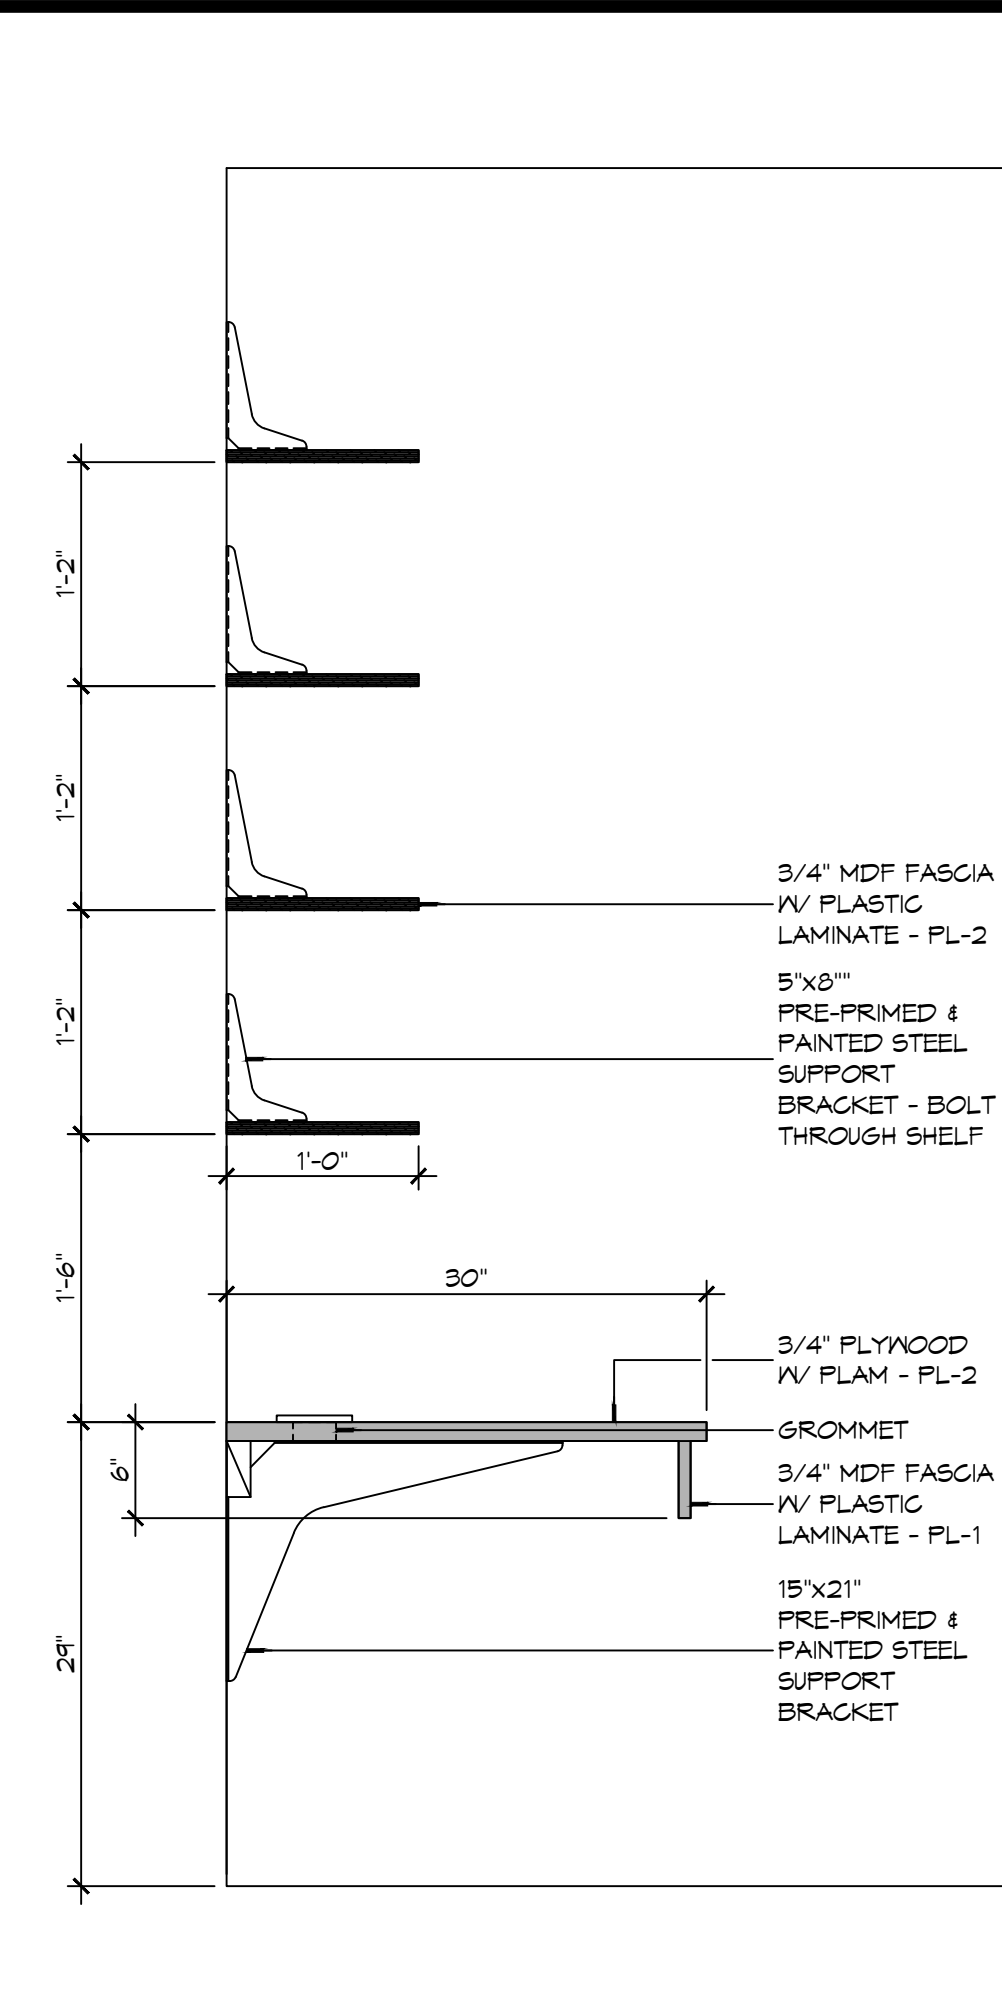 1'-2"
1'-2"
3/4" MDF FASCIA
W/ PLASTIC
LAMINATE - PL-2
5"x8""
PRE-PRIMED &
PAINTED STEEL
SUPPORT
BRACKET - BOLT
THROUGH SHELF
1'-2"
1'-0"
1'-6"
30"
3/4" PLYWOOD
W/ PLAM - PL-2
GROMMET
6"
3/4" MDF FASCIA
W/ PLASTIC
LAMINATE - PL-1
15"x21"
PRE-PRIMED &
PAINTED STEEL
SUPPORT
BRACKET
29"